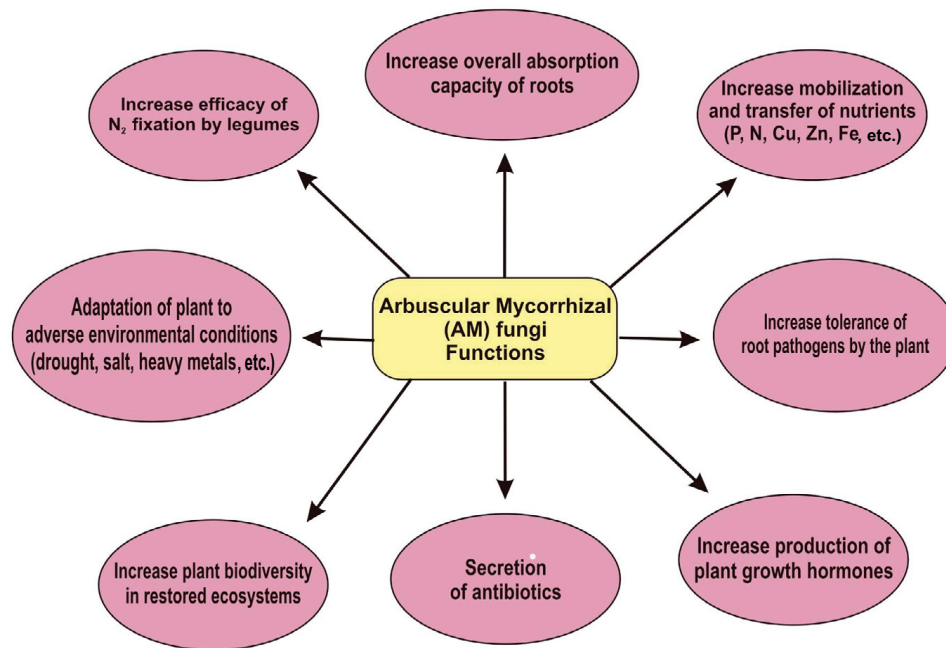 Increase overall absorption
capacity of roots
Increase efficacy of
N₂ fixation by legumes
Increase mobilization
and transfer of nutrients
(P, N, Cu, Zn, Fe, etc.)
Adaptation of plant to
adverse environmental conditions
(drought, salt, heavy metals, etc.)
Arbuscular Mycorrhizal
(AM) fungi
Functions
Increase tolerance of
root pathogens by the plant
Increase plant biodiversity
in restored ecosystems
Secretion
of antibiotics
Increase production of
plant growth hormones